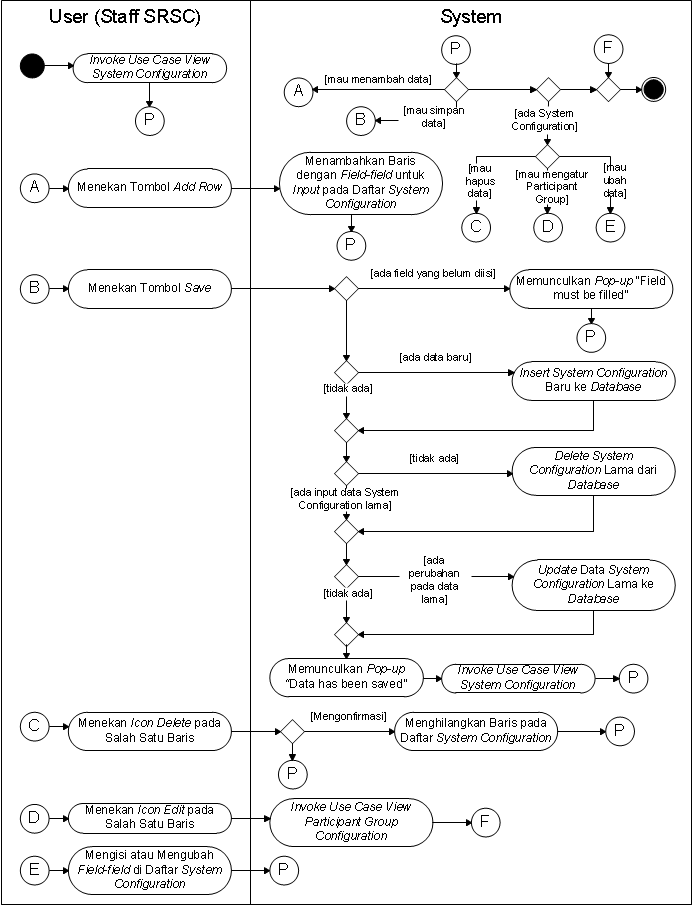 User (Staff SRSC)
System
Invoke Use Case View
System Configuration
P
P
F
A
[mau menambah data]
B
[mau simpan
data]
[ada System
Configuration]
[mau
hapus
data]
[mau mengatur
Participant
Group]
[mau
ubah
data]
C
D
E
A
Menekan Tombol Add Row
Menambahkan Baris
dengan Field-field untuk
Input pada Daftar System
Configuration
P
B
Menekan Tombol Save
[ada field yang belum diisi]
Memunculkan Pop-up "Field
must be filled"
P
[ada data baru]
[tidak ada]
Insert System Configuration
Baru ke Database
[tidak ada]
[ada input data System
Configuration lama]
Delete System
Configuration Lama dari
Database
[ada
perubahan
pada data
lama]
[tidak ada]
Update Data System
Configuration Lama ke
Database
Memunculkan Pop-up
"Data has been saved"
Invoke Use Case View
System Configuration
P
C
Menekan Icon Delete pada
Salah Satu Baris
[Mengonfirmasi]
Menghilangkan Baris pada
Daftar System Configuration
P
P
D
Menekan Icon Edit pada
Salah Satu Baris
Invoke Use Case View
Participant Group
Configuration
F
E
Mengisi atau Mengubah
Field-field di Daftar System
Configuration
P